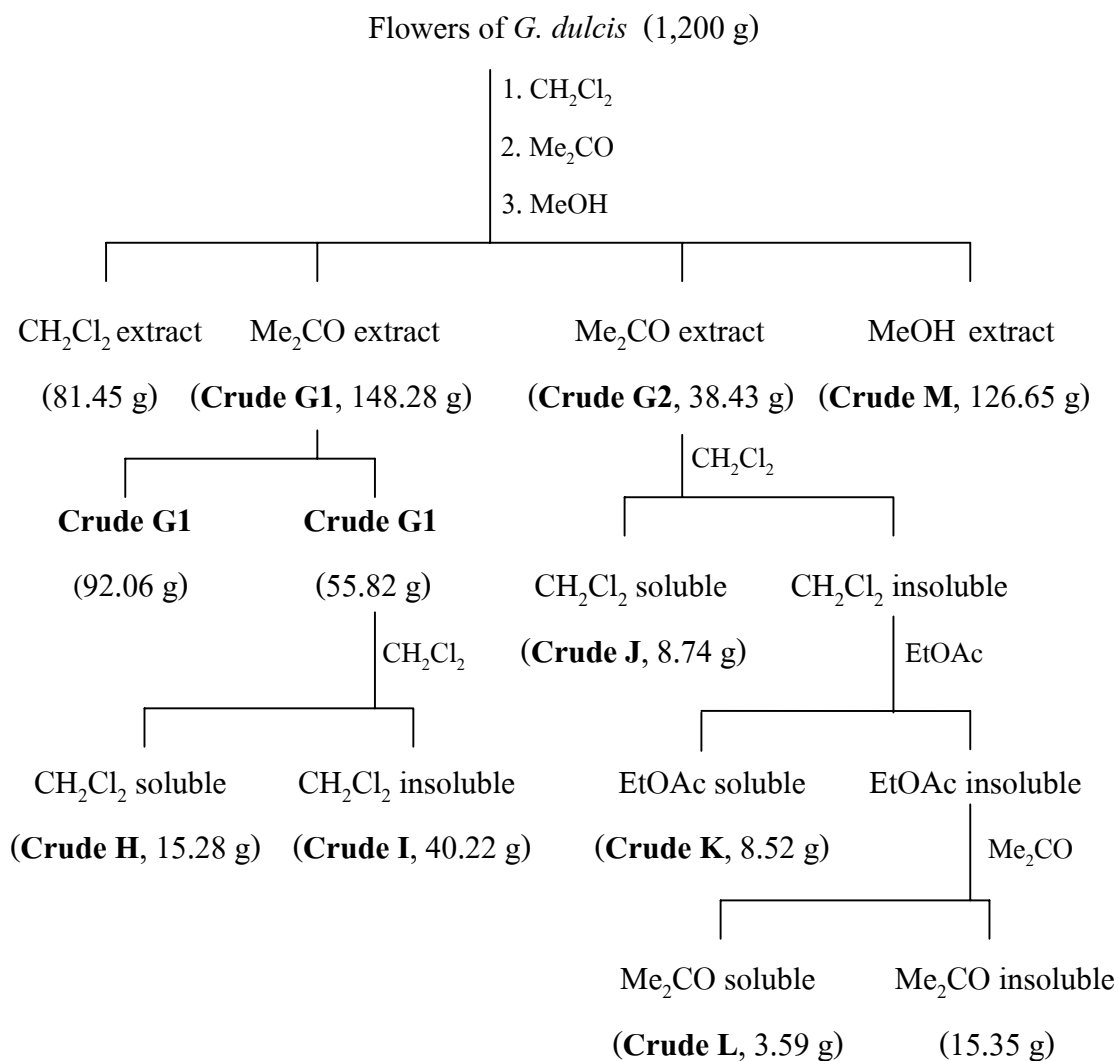 Flowers of G. dulcis (1,200 g)
1. CH₂Cl₂
2. Me₂CO
3. MeOH
CH₂Cl₂ extract Me₂CO extract Me₂CO extract MeOH extract
(81.45 g) (Crude G1, 148.28 g) (Crude G2, 38.43 g) (Crude M, 126.65 g)
CH₂Cl₂
Crude G1 Crude G1
(92.06 g) (55.82 g)
CH₂Cl₂ soluble CH₂Cl₂ insoluble
(Crude J, 8.74 g)
CH₂Cl₂
EtOAc
CH₂Cl₂ soluble CH₂Cl₂ insoluble EtOAc soluble EtOAc insoluble
(Crude H, 15.28 g) (Crude I, 40.22 g) (Crude K, 8.52 g)
Me₂CO
Me₂CO soluble Me₂CO insoluble
(Crude L, 3.59 g) (15.35 g)